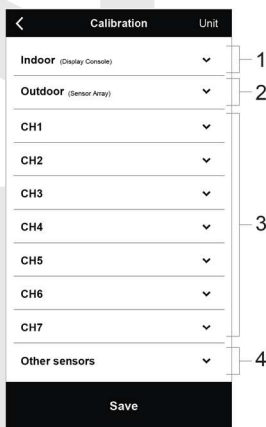 Calibration Unit
Indoor (Display Console) 1
Outdoor (Sensor Array) 2
CH1
CH2
CH3
CH4 3
CH5
CH6
CH7
Other sensors 4
Save